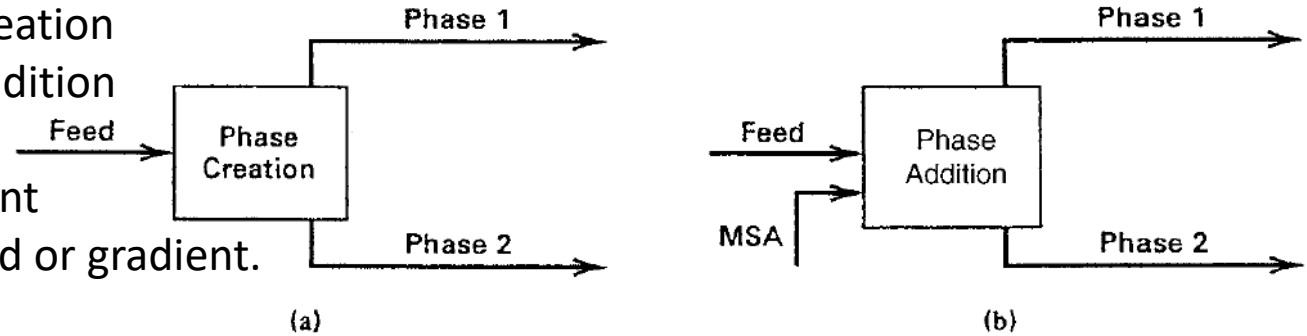 eation
ddition
nt
d or gradient.
Phase 1
Feed
Phase
Creation
Phase 2
(a)
Phase 1
Feed
Phase
Addition
MSA
Phase 2
(b)